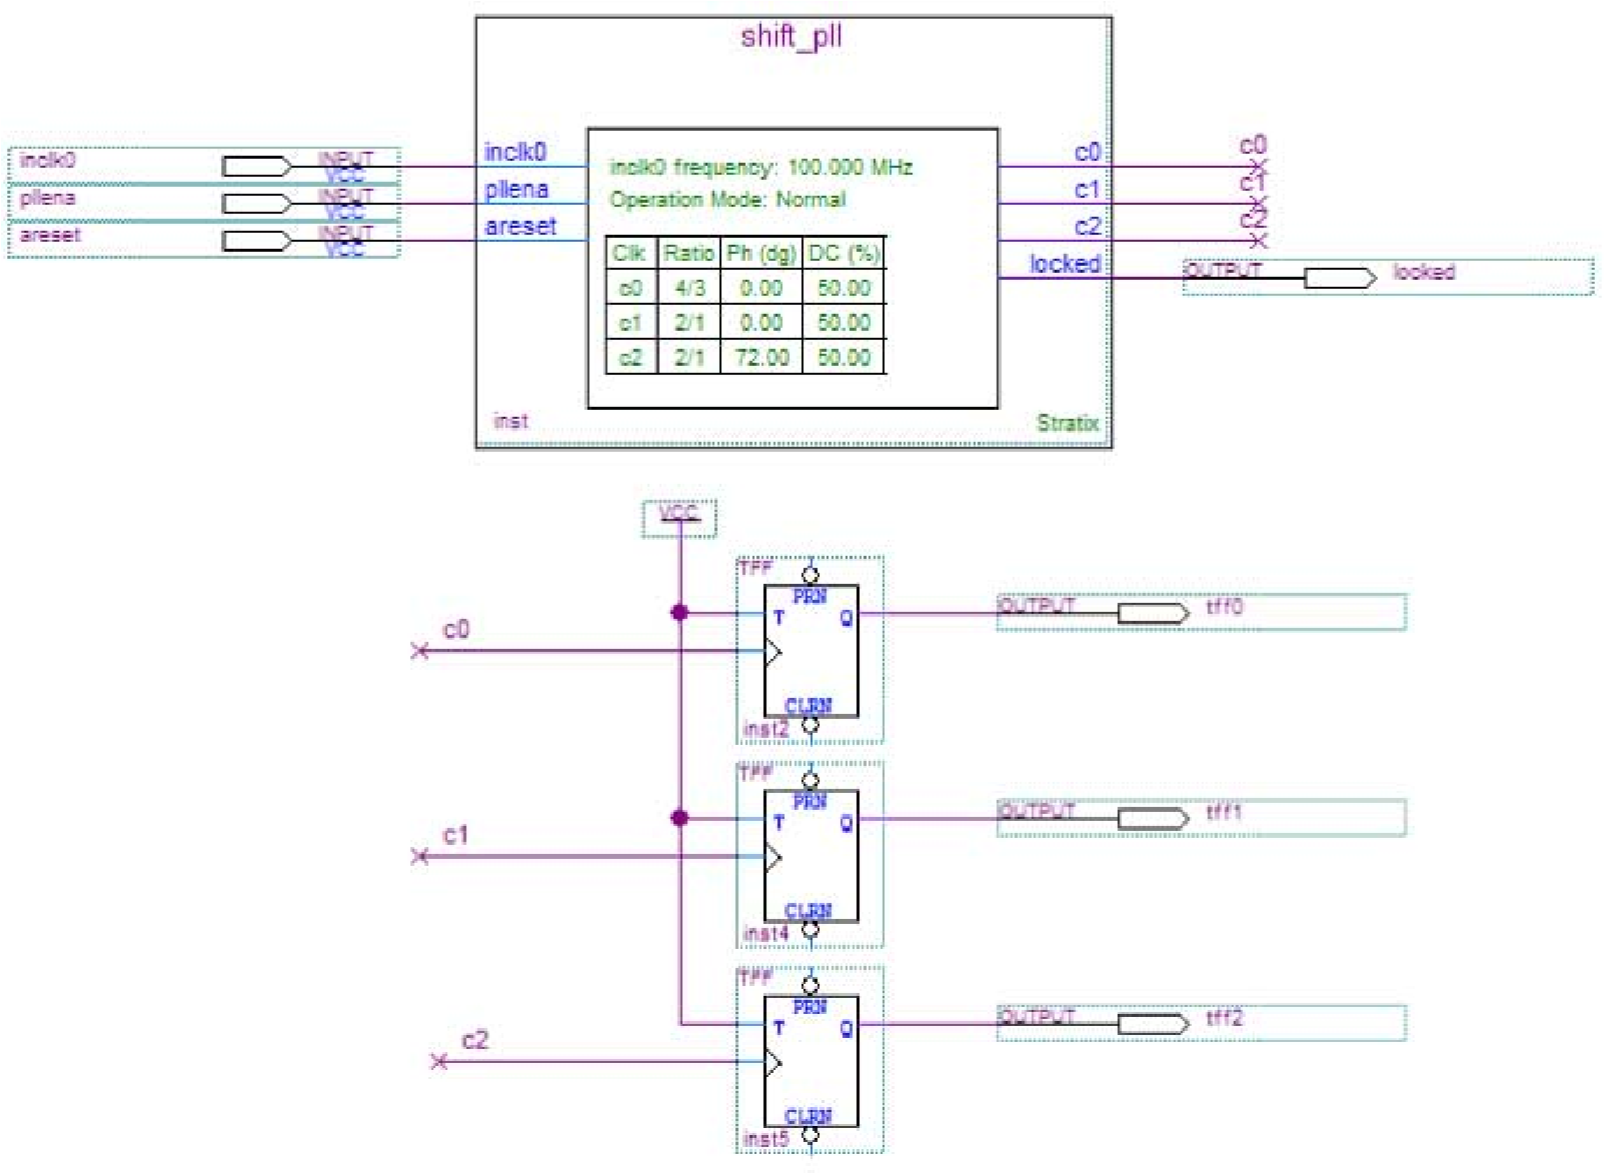 shift_pll
inclk0 INPUT VCC inclk0 c0 c0
pllena INPUT VCC pllena c1 c1
areset INPUT VCC areset c2 c2
locked OUTPUT locked
inclk0 frequency: 100.000 MHz
Operation Mode: Normal
Clk Ratio Ph (dg) DC (%)
c0 4/3 0.00 50.00
c1 2/1 0.00 50.00
c2 2/1 72.00 50.00
inst Stratix
VCC
TFF
PRN
T Q OUTPUT tff0
c0
CLRN
inst2
TFF
PRN
T Q OUTPUT tff1
c1
CLRN
inst4
TFF
PRN
T Q OUTPUT tff2
c2
CLRN
inst5